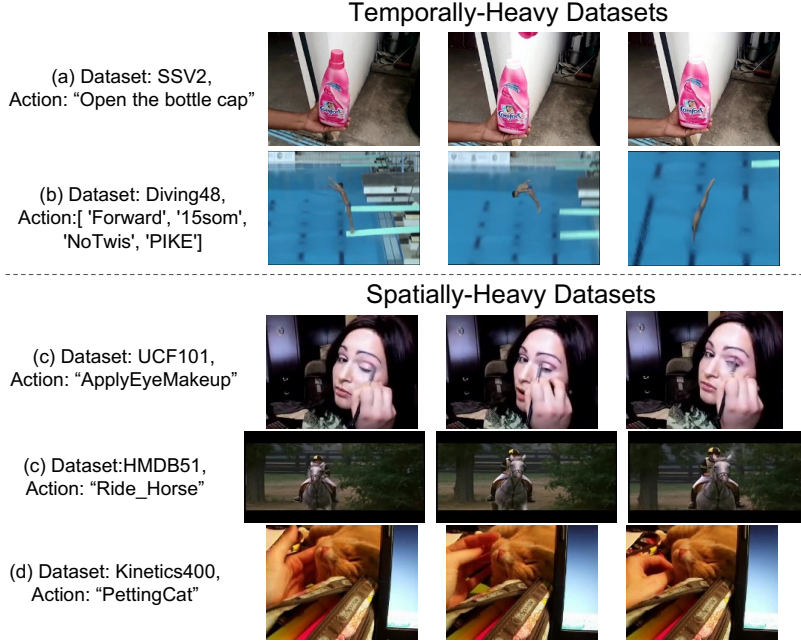 Temporally-Heavy Datasets
(a) Dataset: SSV2,
Action: “Open the bottle cap”
Comfort
(b) Dataset: Diving48,
Action:[ 'Forward', '15som',
'NoTwis', 'PIKE']
Spatially-Heavy Datasets
(c) Dataset: UCF101,
Action: “ApplyEyeMakeup”
(c) Dataset:HMDB51,
Action: “Ride_Horse”
(d) Dataset: Kinetics400,
Action: “PettingCat”